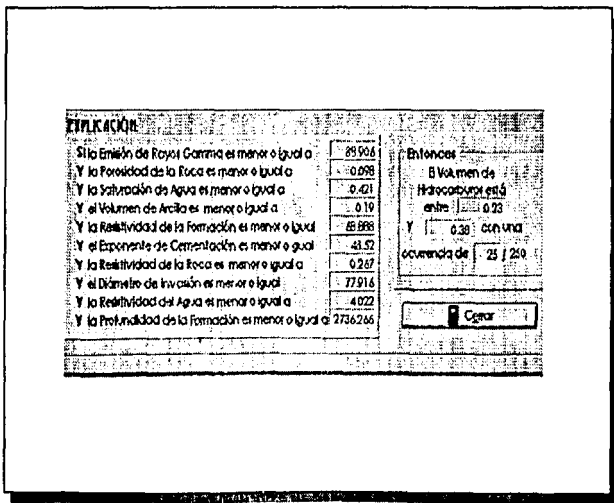 EXPLICACIÓN:
Si la Emisión de Rayos Gamma es menor o igual a 89.906
Y la Porosidad de la Roca es menor o igual a 0.098
Y la Saturación de Agua es menor o igual a 0.421
Y el Volumen de Arcilla es menor o igual a 0.19
Y la Resistividad de la Formación es menor o igual
Y el Exponente de Cementación es menor o igual
Y la Resistividad de la Roca es menor o igual a 0.267
Y el Diámetro de Invasión es menor o igual 77.916
Y la Resistividad del Agua es menor o igual a 4.022
Y la Profundidad de la Formación es menor o igual a 2736.266
Entonces
El Volumen de
Hidrocarburos está
entre 0.23
Y 0.38 con una
ocurrencia de 25 / 250
Cerrar